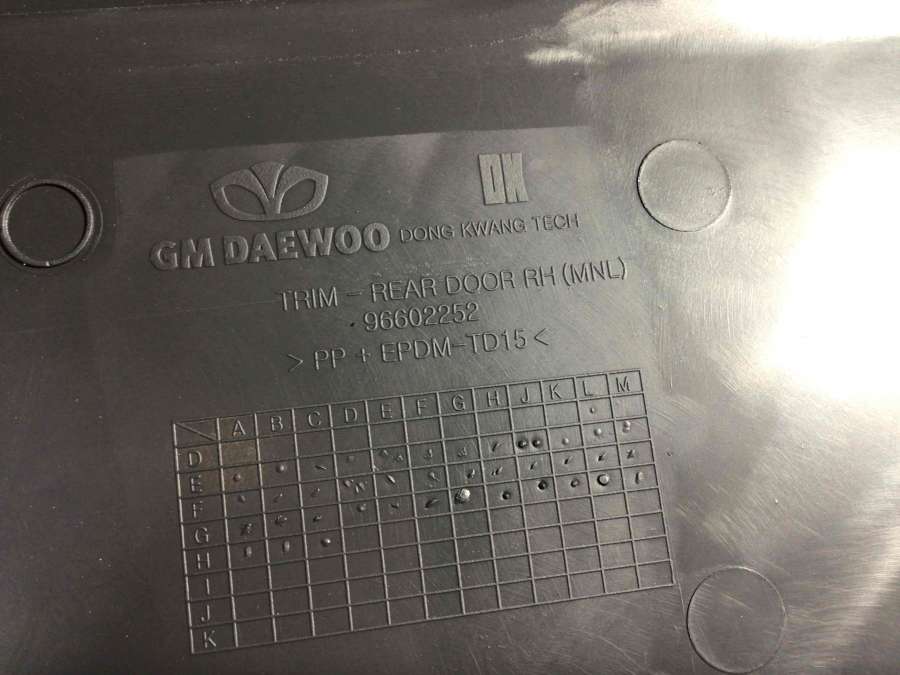 DK
GM DAEWOO DONG KWANG TECH
TRIM - REAR DOOR RH (MNL)
96602252
> PP + EPDM-TD15 <
A B C D E F G H J K L M
D
E
F
G
H
I
J
K